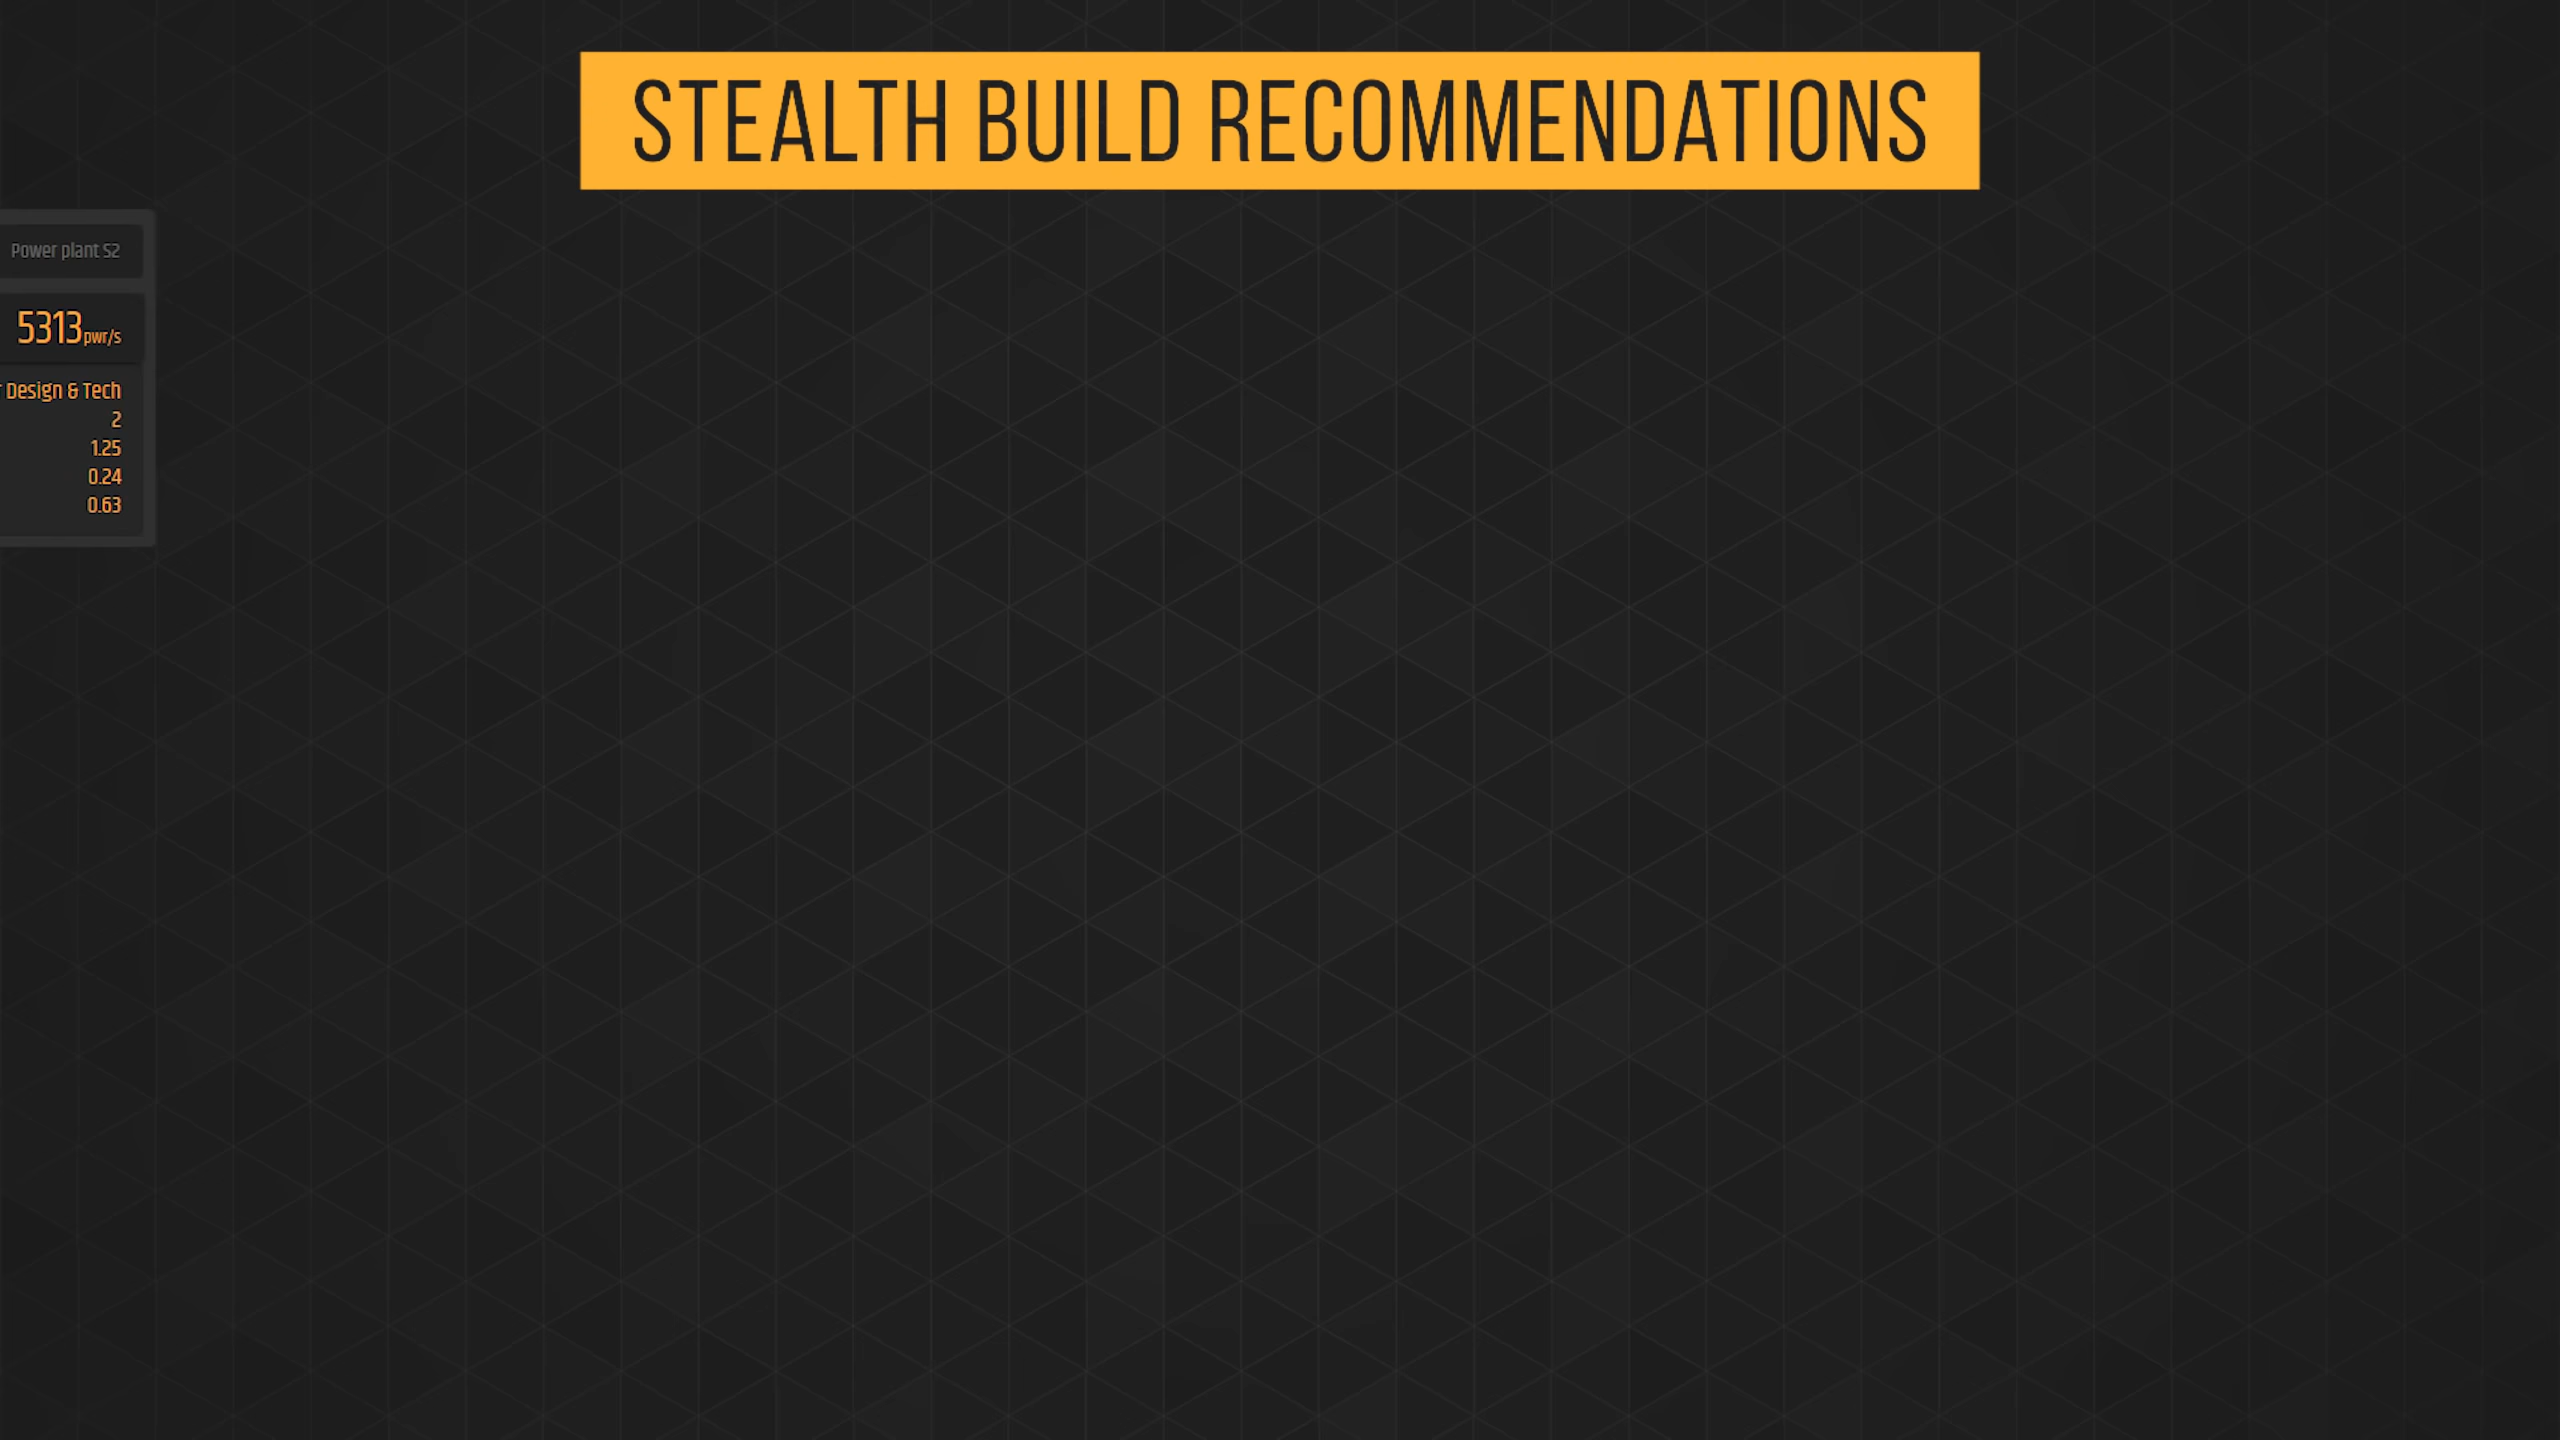 STEALTH BUILD RECOMMENDATIONS
Power plant S2
5313pwr/s
Design & Tech
2
1.25
0.24
0.63